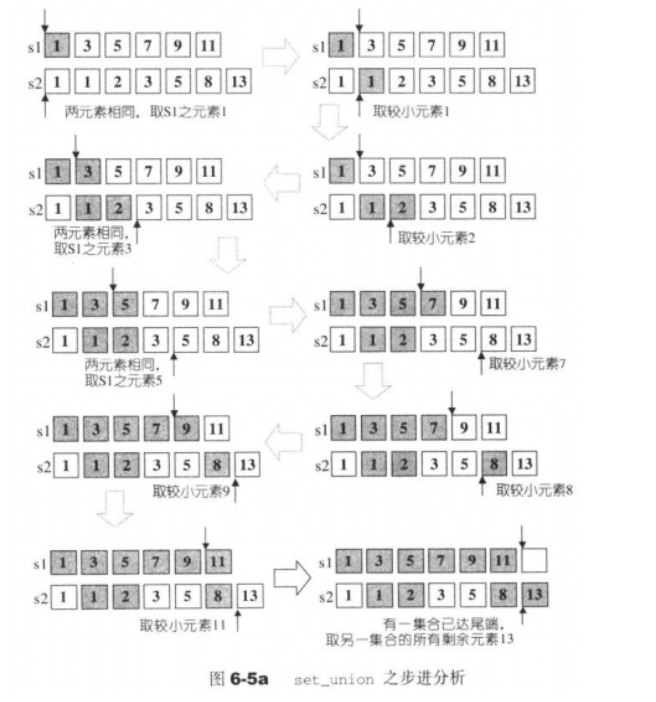 s1 1 3 5 7 9 11
s2 1 1 2 3 5 8 13
两元素相同，取S1之元素1
s1 1 3 5 7 9 11
s2 1 1 2 3 5 8 13
取较小元素1
s1 1 3 5 7 9 11
s2 1 1 2 3 5 8 13
两元素相同，
取S1之元素3
s1 1 3 5 7 9 11
s2 1 1 2 3 5 8 13
取较小元素2
s1 1 3 5 7 9 11
s2 1 1 2 3 5 8 13
两元素相同，
取S1之元素5
s1 1 3 5 7 9 11
s2 1 1 2 3 5 8 13
取较小元素7
s1 1 3 5 7 9 11
s2 1 1 2 3 5 8 13
取较小元素9
s1 1 3 5 7 9 11
s2 1 1 2 3 5 8 13
取较小元素8
s1 1 3 5 7 9 11
s2 1 1 2 3 5 8 13
取较小元素11
s1 1 3 5 7 9 11
s2 1 1 2 3 5 8 13
有一集合已达尾端，
取另一集合的所有剩余元素13
图 6-5a set_union 之步进分析